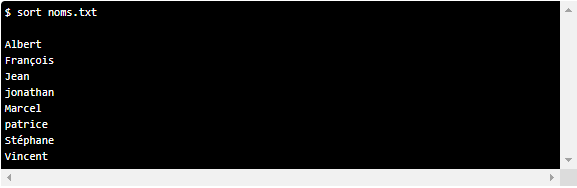 $ sort noms.txt
Albert
François
Jean
jonathan
Marcel
patrice
Stéphane
Vincent